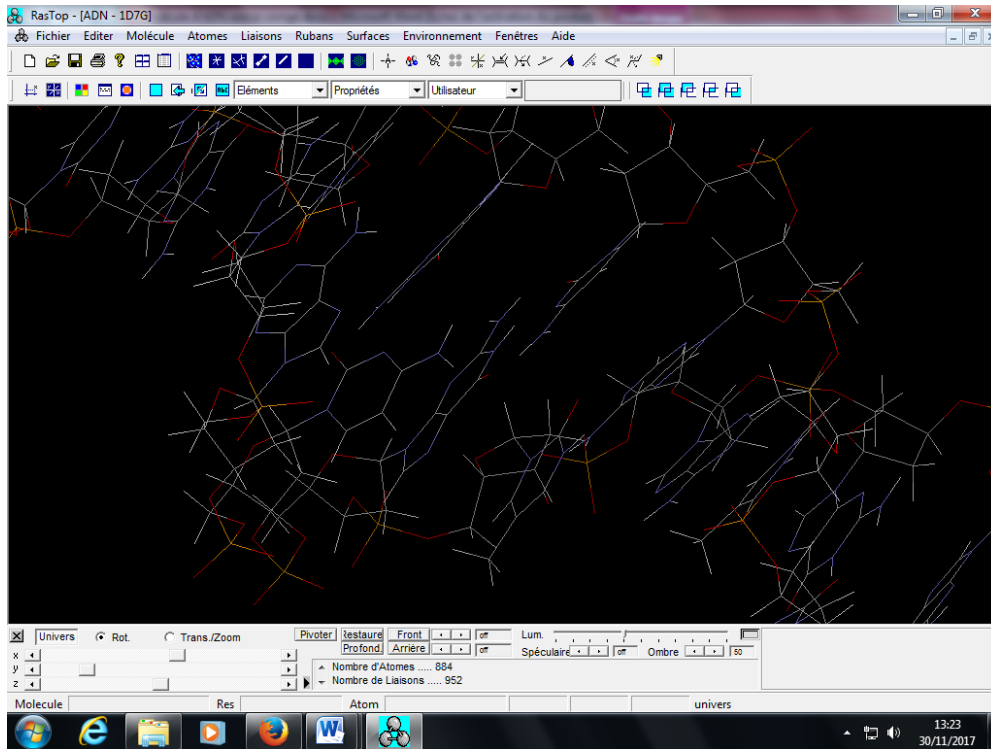 RasTop - [ADN - 1D7G]
Fichier Editer Molécule Atomes Liaisons Rubans Surfaces Environnement Fenêtres Aide
Eléments Propriétés Utilisateur
Univers Rot. Trans./Zoom Pivoter Restaure Front off Lum.
Profond. Arrière off Spéculaire off Ombre 50
x
y Nombre d'Atomes ..... 884
z Nombre de Liaisons ..... 952
Molecule Res Atom univers
13:23
30/11/2017